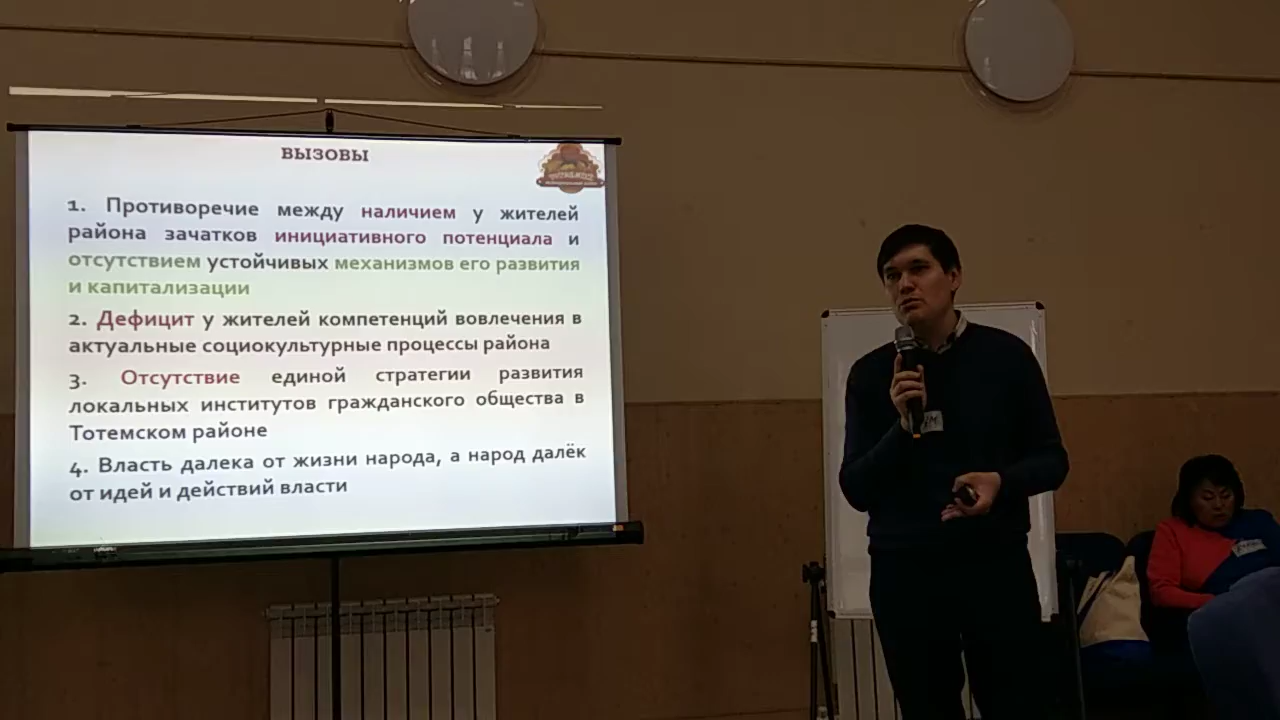 ВЫЗОВЫ
1. Противоречие между наличием у жителей
района зачатков инициативного потенциала и
отсутствием устойчивых механизмов его развития
и капитализации
2. Дефицит у жителей компетенций вовлечения в
актуальные социокультурные процессы района
3. Отсутствие единой стратегии развития
локальных институтов гражданского общества в
Тотемском районе
4. Власть далека от жизни народа, а народ далёк
от идей и действий власти